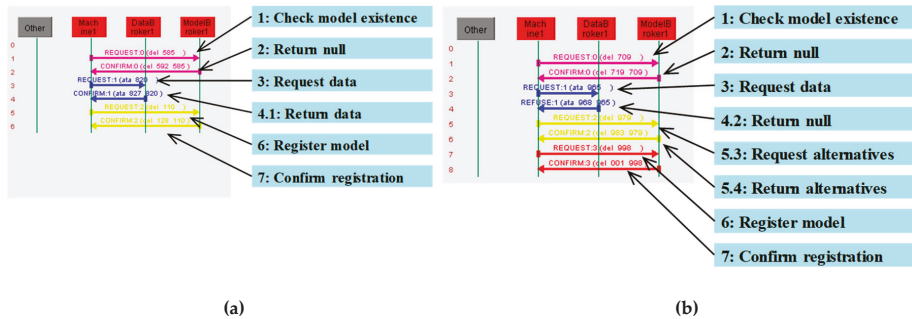 Other
Mac
hine1
DataB
roker1
ModelB
roker1
0
1
2
3
4
5
6
REQUEST:0 (del 585 )
CONFIRM:0 (del 592 585 )
REQUEST:1 (ata 820 )
CONFIRM:1 (ata 827 820 )
REQUEST:2 (del 110 )
CONFIRM:2 (del 128 110 )
1: Check model existence
2: Return null
3: Request data
4.1: Return data
6: Register model
7: Confirm registration
(a)
Other
Mac
hine1
DataB
roker1
ModelB
roker1
0
1
2
3
4
5
6
7
8
REQUEST:0 (del 709 )
CONFIRM:0 (del 719 709 )
REQUEST:1 (ata 965 )
REFUSE:1 (ata 968 965 )
REQUEST:2 (del 979 )
CONFIRM:2 (del 983 979 )
REQUEST:3 (del 998 )
CONFIRM:3 (del 001 998 )
1: Check model existence
2: Return null
3: Request data
4.2: Return null
5.3: Request alternatives
5.4: Return alternatives
6: Register model
7: Confirm registration
(b)